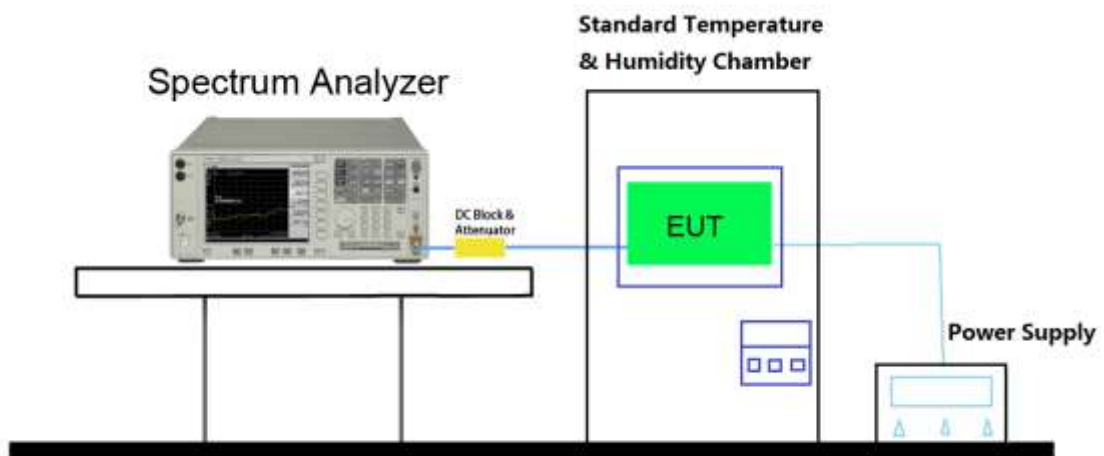 Standard Temperature
& Humidity Chamber
Spectrum Analyzer
DC Block &
Attenuator
EUT
Power Supply